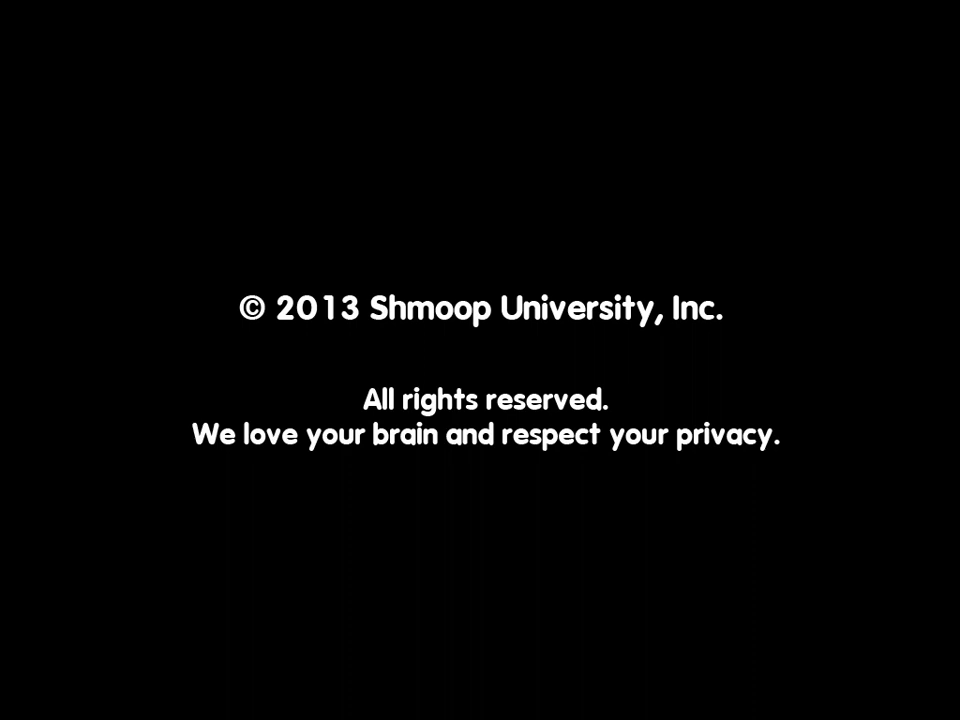 © 2013 Shmoop University, Inc.
All rights reserved.
We love your brain and respect your privacy.